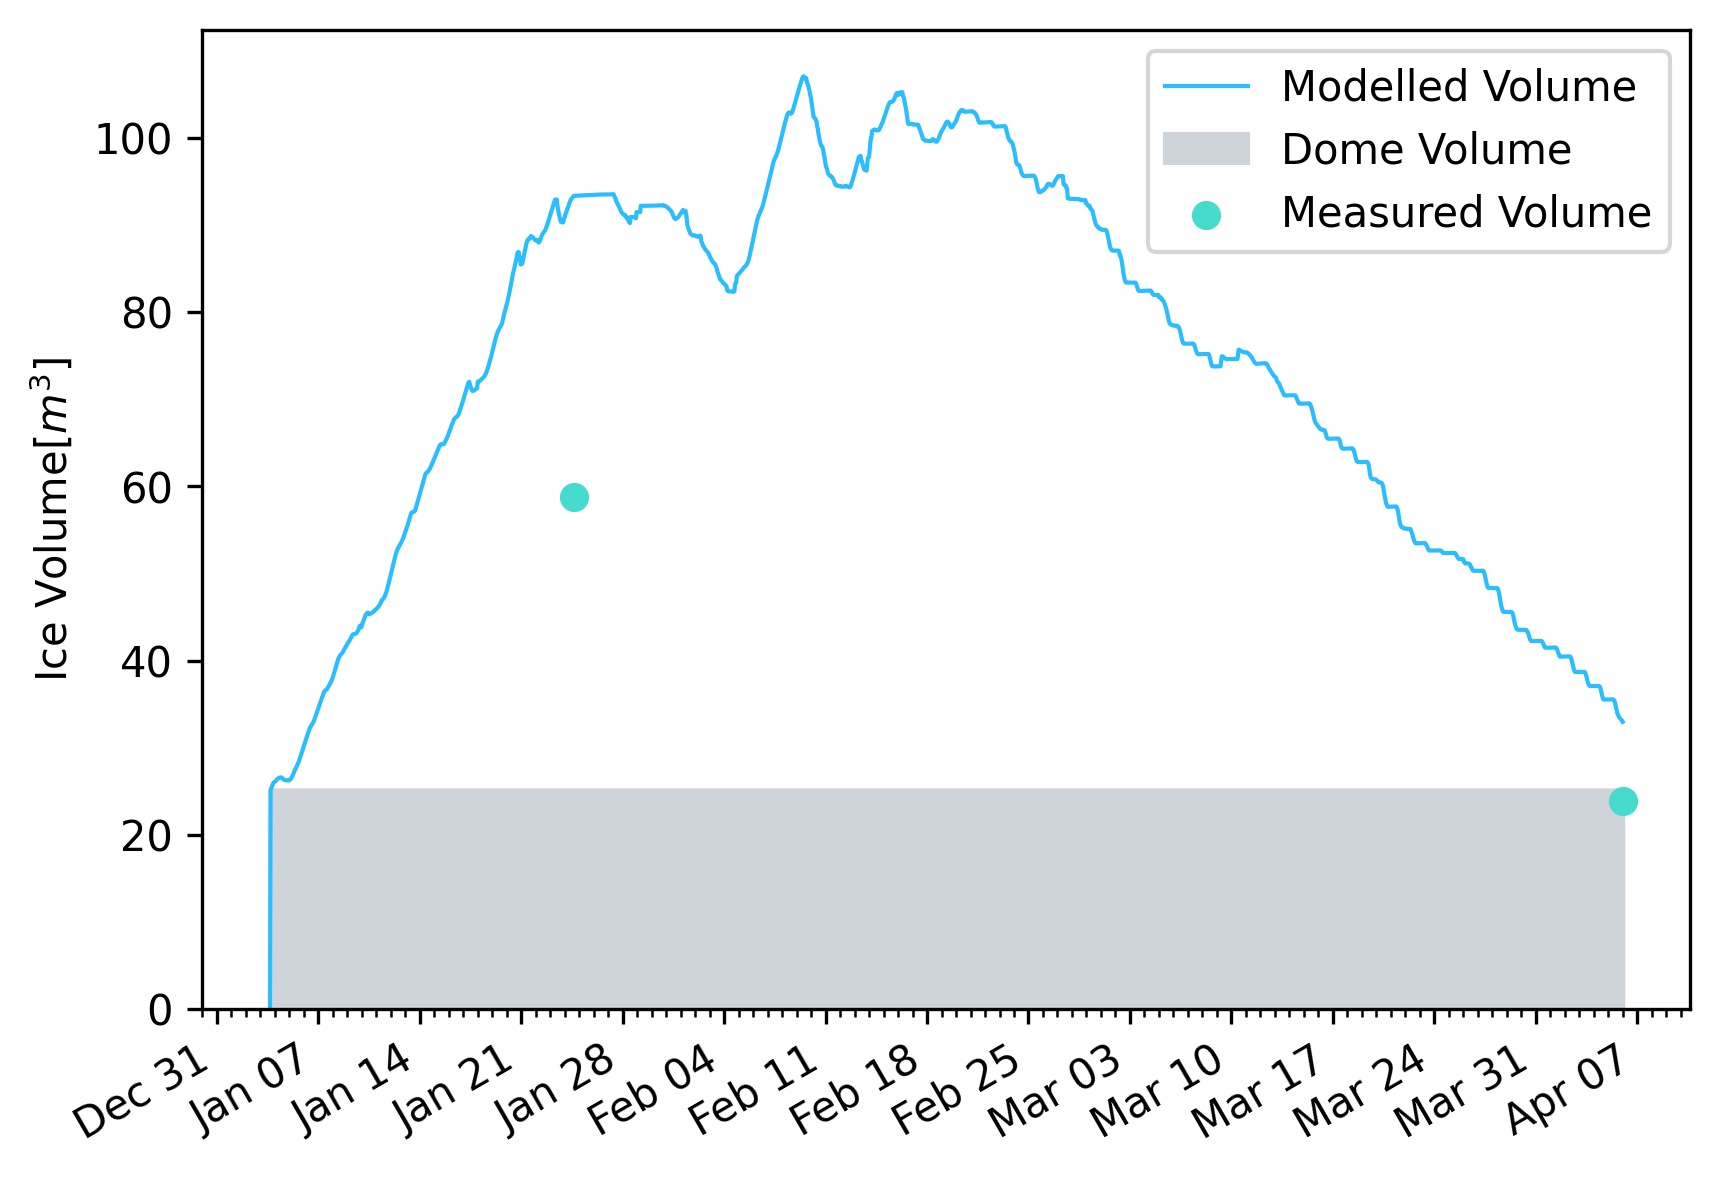 Modelled Volume
Dome Volume
Measured Volume
Ice Volume[m³]
100
80
60
40
20
0
Dec 31
Jan 07
Jan 14
Jan 21
Jan 28
Feb 04
Feb 11
Feb 18
Feb 25
Mar 03
Mar 10
Mar 17
Mar 24
Mar 31
Apr 07